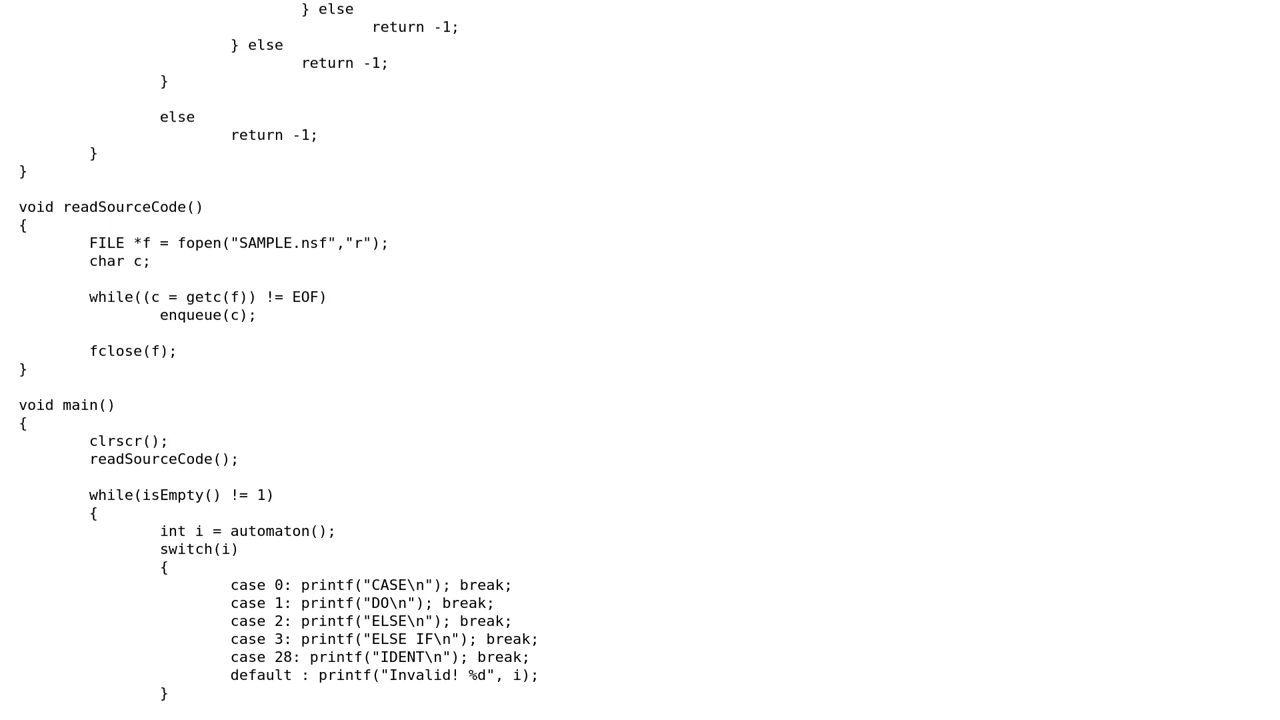 } else
return -1;
} else
return -1;
}
else
return -1;
}
}
void readSourceCode()
{
FILE *f = fopen("SAMPLE.nsf","r");
char c;
while((c = getc(f)) != EOF)
enqueue(c);
fclose(f);
}
void main()
{
clrscr();
readSourceCode();
while(isEmpty() != 1)
{
int i = automaton();
switch(i)
{
case 0: printf("CASE\n"); break;
case 1: printf("DO\n"); break;
case 2: printf("ELSE\n"); break;
case 3: printf("ELSE IF\n"); break;
case 28: printf("IDENT\n"); break;
default : printf("Invalid! %d", i);
}